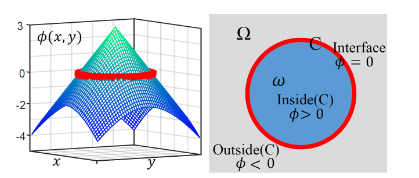 3
ϕ(x, y)
0
-2
-4
x
y
Ω
C
Interface
ϕ = 0
ω
Inside(C)
ϕ> 0
Outside(C)
ϕ < 0